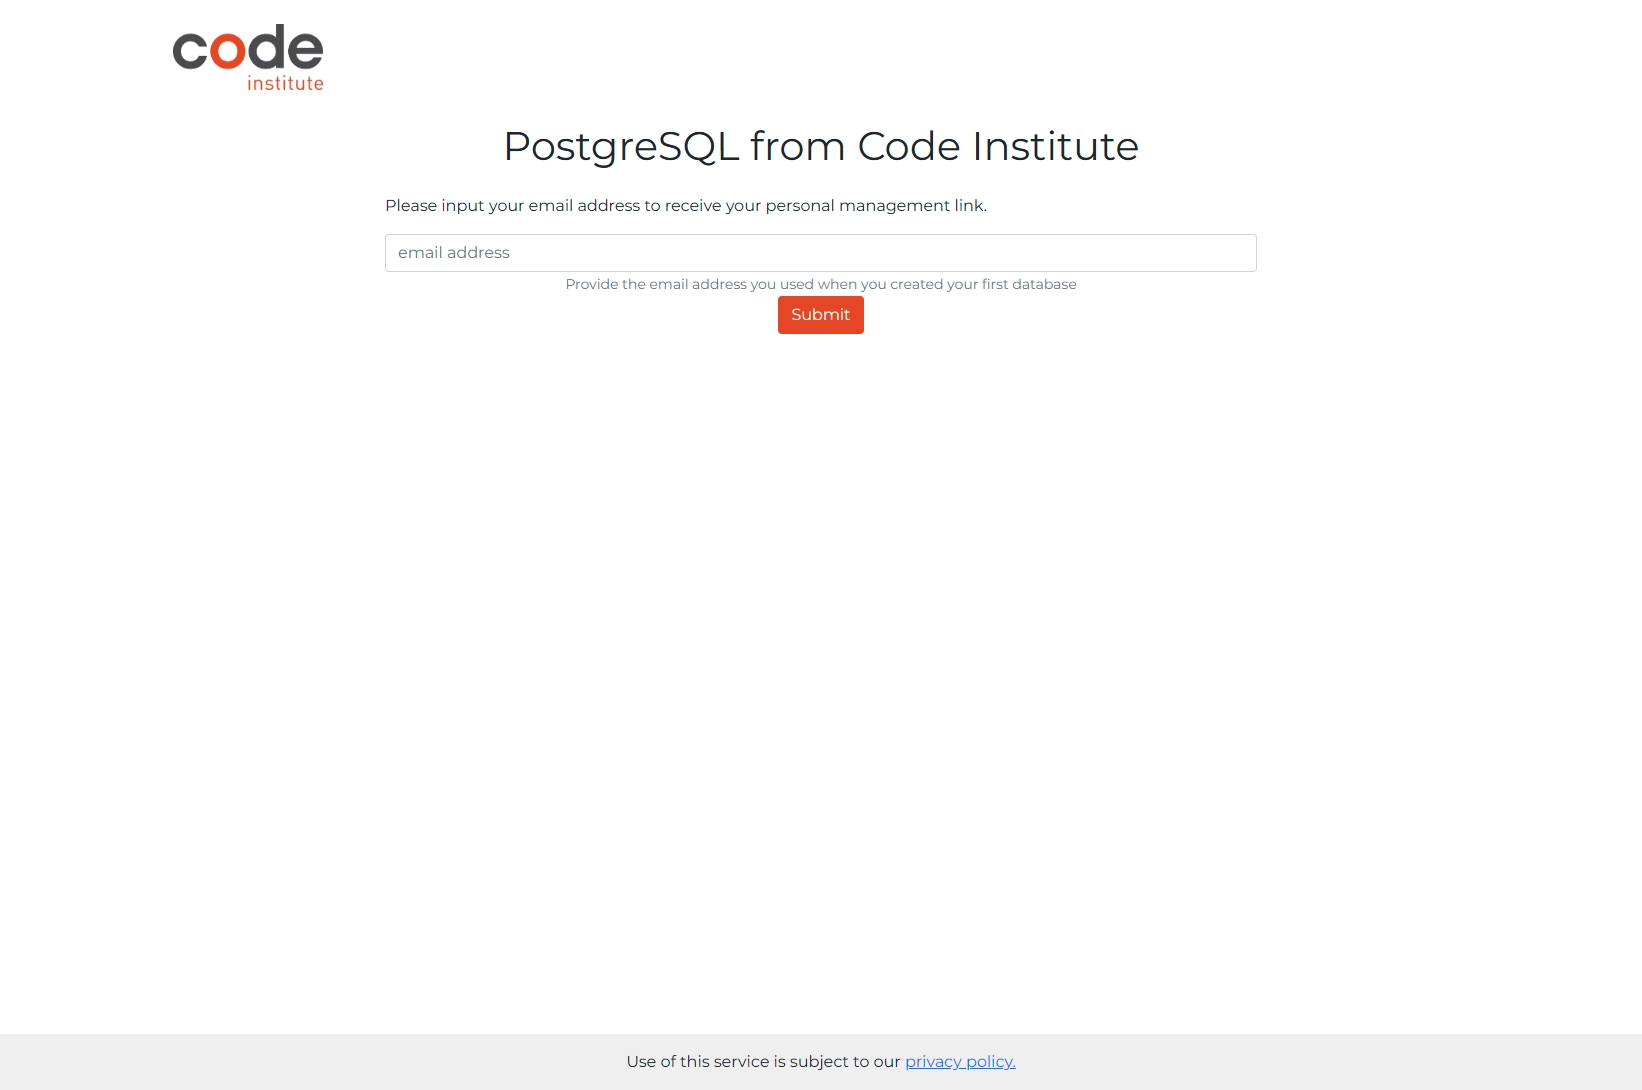 code
institute
PostgreSQL from Code Institute
Please input your email address to receive your personal management link.
email address
Provide the email address you used when you created your first database
Submit
Use of this service is subject to our privacy policy.